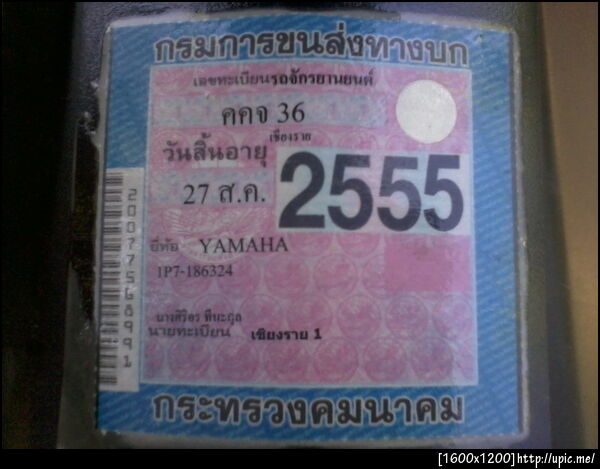 กรมการขนส่งทางบก
เลขทะเบียนรถจักรยานยนต์
คคจ 36
เชียงราย
วันสิ้นอายุ
27 ส.ค. 2555
ยี่ห้อ YAMAHA
1P7-186324
นายทะเบียน เชียงราย 1
20077568991
กระทรวงคมนาคม
[1600x1200]http://upic.me/